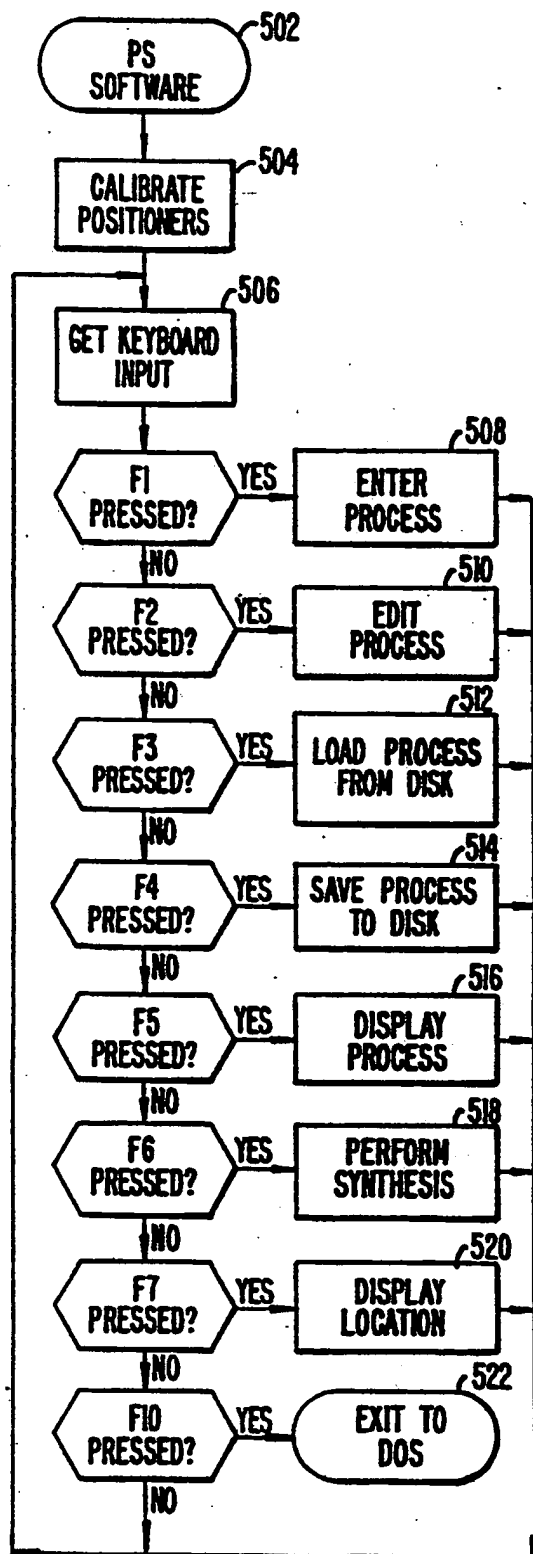 502
PS
SOFTWARE
504
CALIBRATE
POSITIONERS
506
GET KEYBOARD
INPUT
508
F1
PRESSED?
YES
ENTER
PROCESS
NO
510
F2
PRESSED?
YES
EDIT
PROCESS
NO
512
F3
PRESSED?
YES
LOAD PROCESS
FROM DISK
NO
514
F4
PRESSED?
YES
SAVE PROCESS
TO DISK
NO
516
F5
PRESSED?
YES
DISPLAY
PROCESS
NO
518
F6
PRESSED?
YES
PERFORM
SYNTHESIS
NO
520
F7
PRESSED?
YES
DISPLAY
LOCATION
NO
522
F10
PRESSED?
YES
EXIT TO
DOS
NO